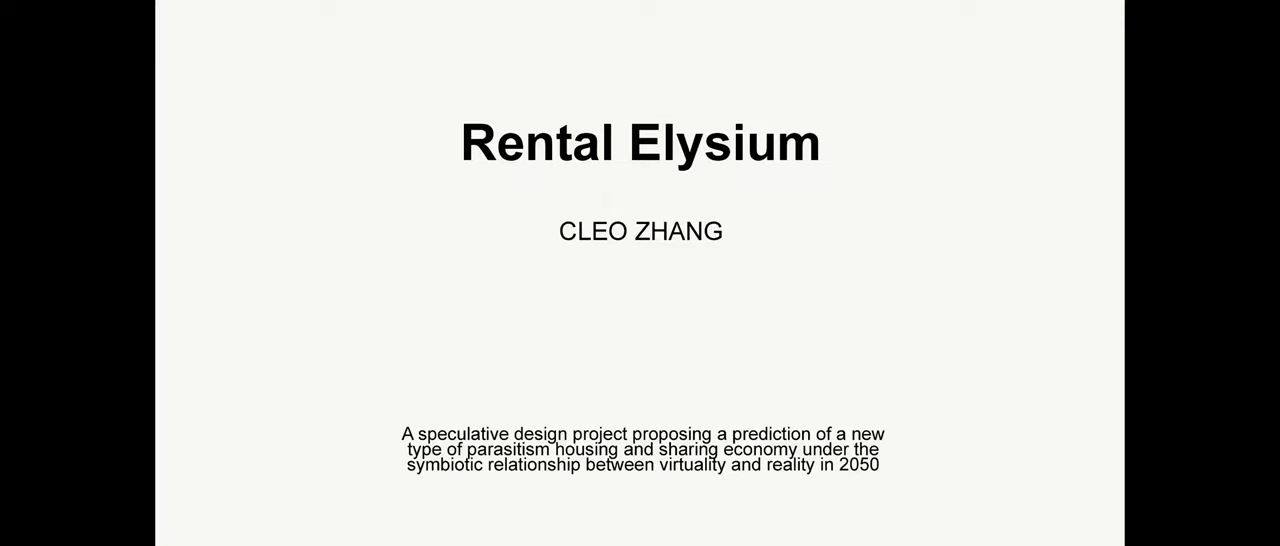 Rental Elysium
CLEO ZHANG
A speculative design project proposing a prediction of a new
type of parasitism housing and sharing economy under the
symbiotic relationship between virtuality and reality in 2050